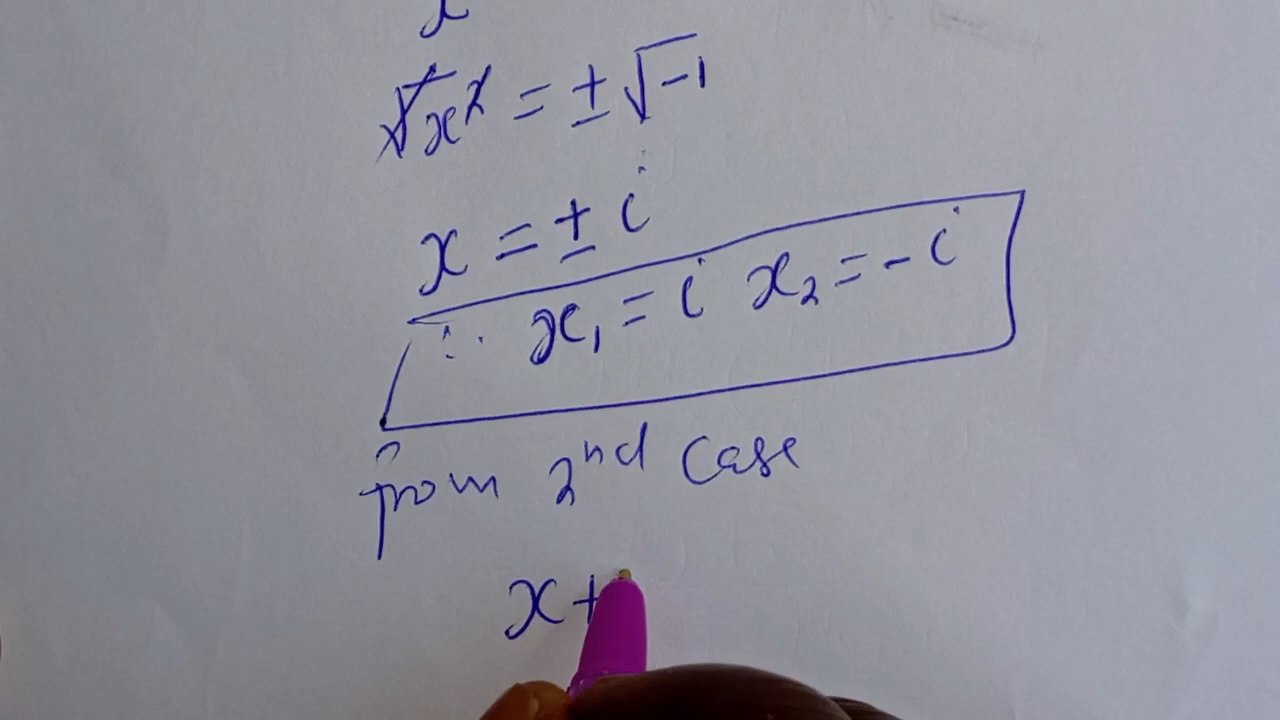 √x² = ± √-1
x = ± i
∴ x₁ = i x₂ = - i
from 2nd Case
x +